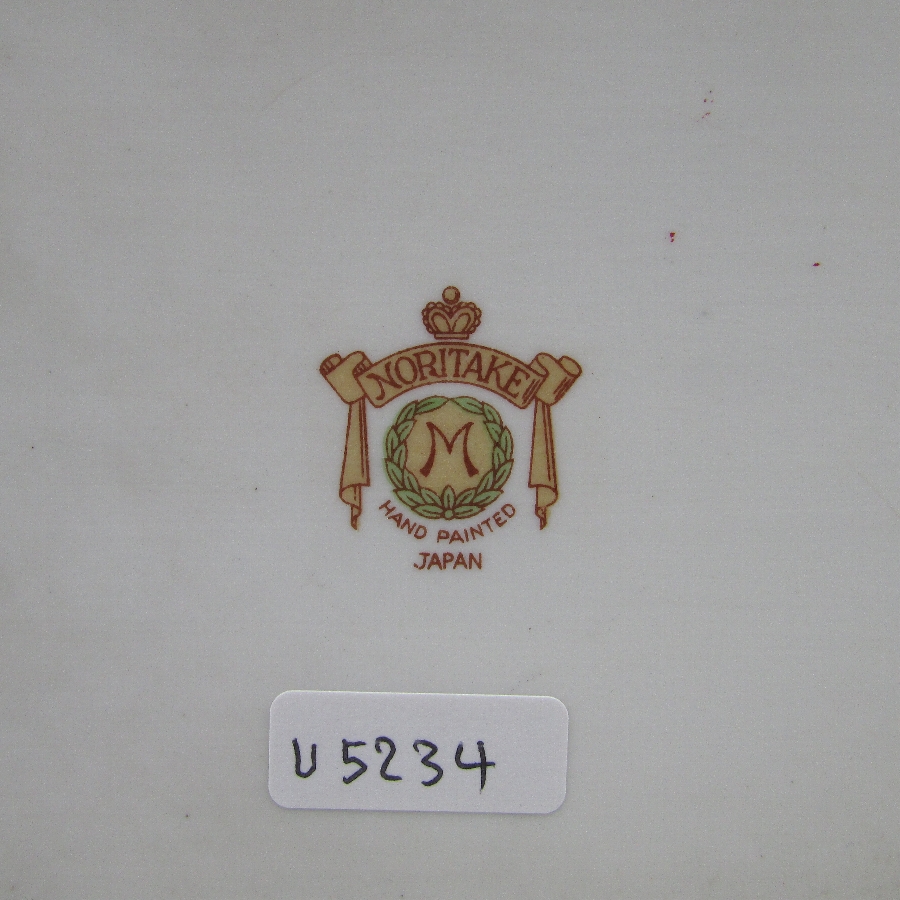 NORITAKE
M
HAND PAINTED
JAPAN
U 5234